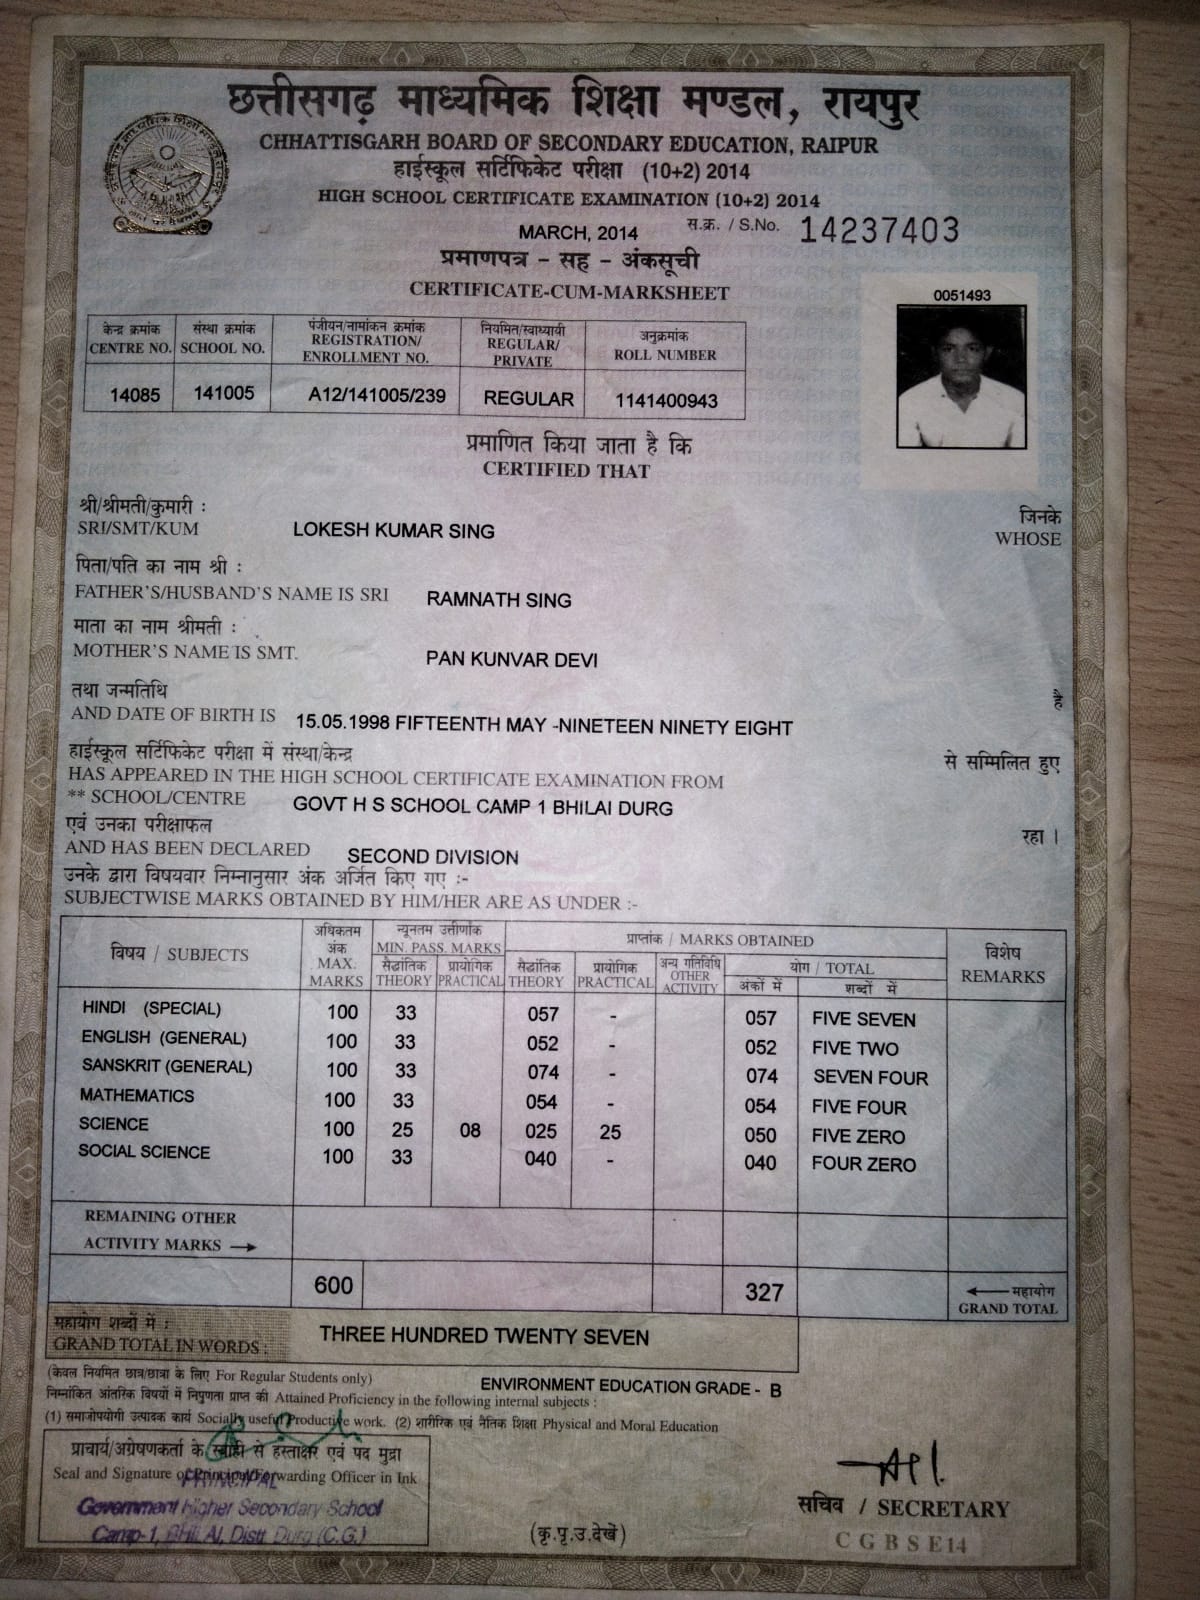 छत्तीसगढ़ माध्यमिक शिक्षा मण्डल, रायपुर
CHHATTISGARH BOARD OF SECONDARY EDUCATION, RAIPUR
हाईस्कूल सर्टिफिकेट परीक्षा (10+2) 2014
HIGH SCHOOL CERTIFICATE EXAMINATION (10+2) 2014
MARCH, 2014 स.क्र. / S.No. 14237403
प्रमाणपत्र - सह - अंकसूची
CERTIFICATE-CUM-MARKSHEET
0051493
केन्द्र क्रमांक संस्था क्रमांक पंजीयन/नामांकन क्रमांक नियमित/स्वाध्यायी अनुक्रमांक
CENTRE NO. SCHOOL NO. REGISTRATION/ ENROLLMENT NO. REGULAR/ PRIVATE ROLL NUMBER
14085 141005 A12/141005/239 REGULAR 1141400943
प्रमाणित किया जाता है कि
CERTIFIED THAT
श्री/श्रीमती/कुमारी : जिनके
SRI/SMT/KUM LOKESH KUMAR SING WHOSE
पिता/पति का नाम श्री :
FATHER'S/HUSBAND'S NAME IS SRI RAMNATH SING
माता का नाम श्रीमती :
MOTHER'S NAME IS SMT. PAN KUNVAR DEVI
तथा जन्मतिथि है
AND DATE OF BIRTH IS 15.05.1998 FIFTEENTH MAY -NINETEEN NINETY EIGHT
हाईस्कूल सर्टिफिकेट परीक्षा में संस्था/केन्द्र से सम्मिलित हुए
HAS APPEARED IN THE HIGH SCHOOL CERTIFICATE EXAMINATION FROM
** SCHOOL/CENTRE GOVT H S SCHOOL CAMP 1 BHILAI DURG
एवं उनका परीक्षाफल रहा ।
AND HAS BEEN DECLARED SECOND DIVISION
उनके द्वारा विषयवार निम्नानुसार अंक अर्जित किए गए :-
SUBJECTWISE MARKS OBTAINED BY HIM/HER ARE AS UNDER :-
विषय / SUBJECTS अधिकतम अंक MAX. MARKS न्यूनतम उत्तीर्णांक MIN. PASS. MARKS प्राप्तांक / MARKS OBTAINED विशेष REMARKS
सैद्धांतिक THEORY प्रायोगिक PRACTICAL सैद्धांतिक THEORY प्रायोगिक PRACTICAL अन्य गतिविधि OTHER ACTIVITY योग / TOTAL
अंकों में शब्दों में
HINDI (SPECIAL) 100 33 057 - 057 FIVE SEVEN
ENGLISH (GENERAL) 100 33 052 - 052 FIVE TWO
SANSKRIT (GENERAL) 100 33 074 - 074 SEVEN FOUR
MATHEMATICS 100 33 054 - 054 FIVE FOUR
SCIENCE 100 25 08 025 25 050 FIVE ZERO
SOCIAL SCIENCE 100 33 040 - 040 FOUR ZERO
REMAINING OTHER
ACTIVITY MARKS →
600 327 ← महायोग
GRAND TOTAL
महायोग शब्दों में :
GRAND TOTAL IN WORDS : THREE HUNDRED TWENTY SEVEN
(केवल नियमित छात्र/छात्रा के लिए For Regular Students only) ENVIRONMENT EDUCATION GRADE - B
निम्नांकित आंतरिक विषयों में निपुणता प्राप्त की Attained Proficiency in the following internal subjects :
(1) समाजोपयोगी उत्पादक कार्य Socially useful Productive work. (2) शारीरिक एवं नैतिक शिक्षा Physical and Moral Education
प्राचार्य/अग्रेषणकर्ता के स्याही से हस्ताक्षर एवं पद मुद्रा
Seal and Signature of Principal/Forwarding Officer in Ink
PRINCIPAL
Government Higher Secondary School
Camp-1, BHILAI, Distt. Durg (C.G.)
(कृ.पृ.उ.देखें)
सचिव / SECRETARY
C G B S E 14